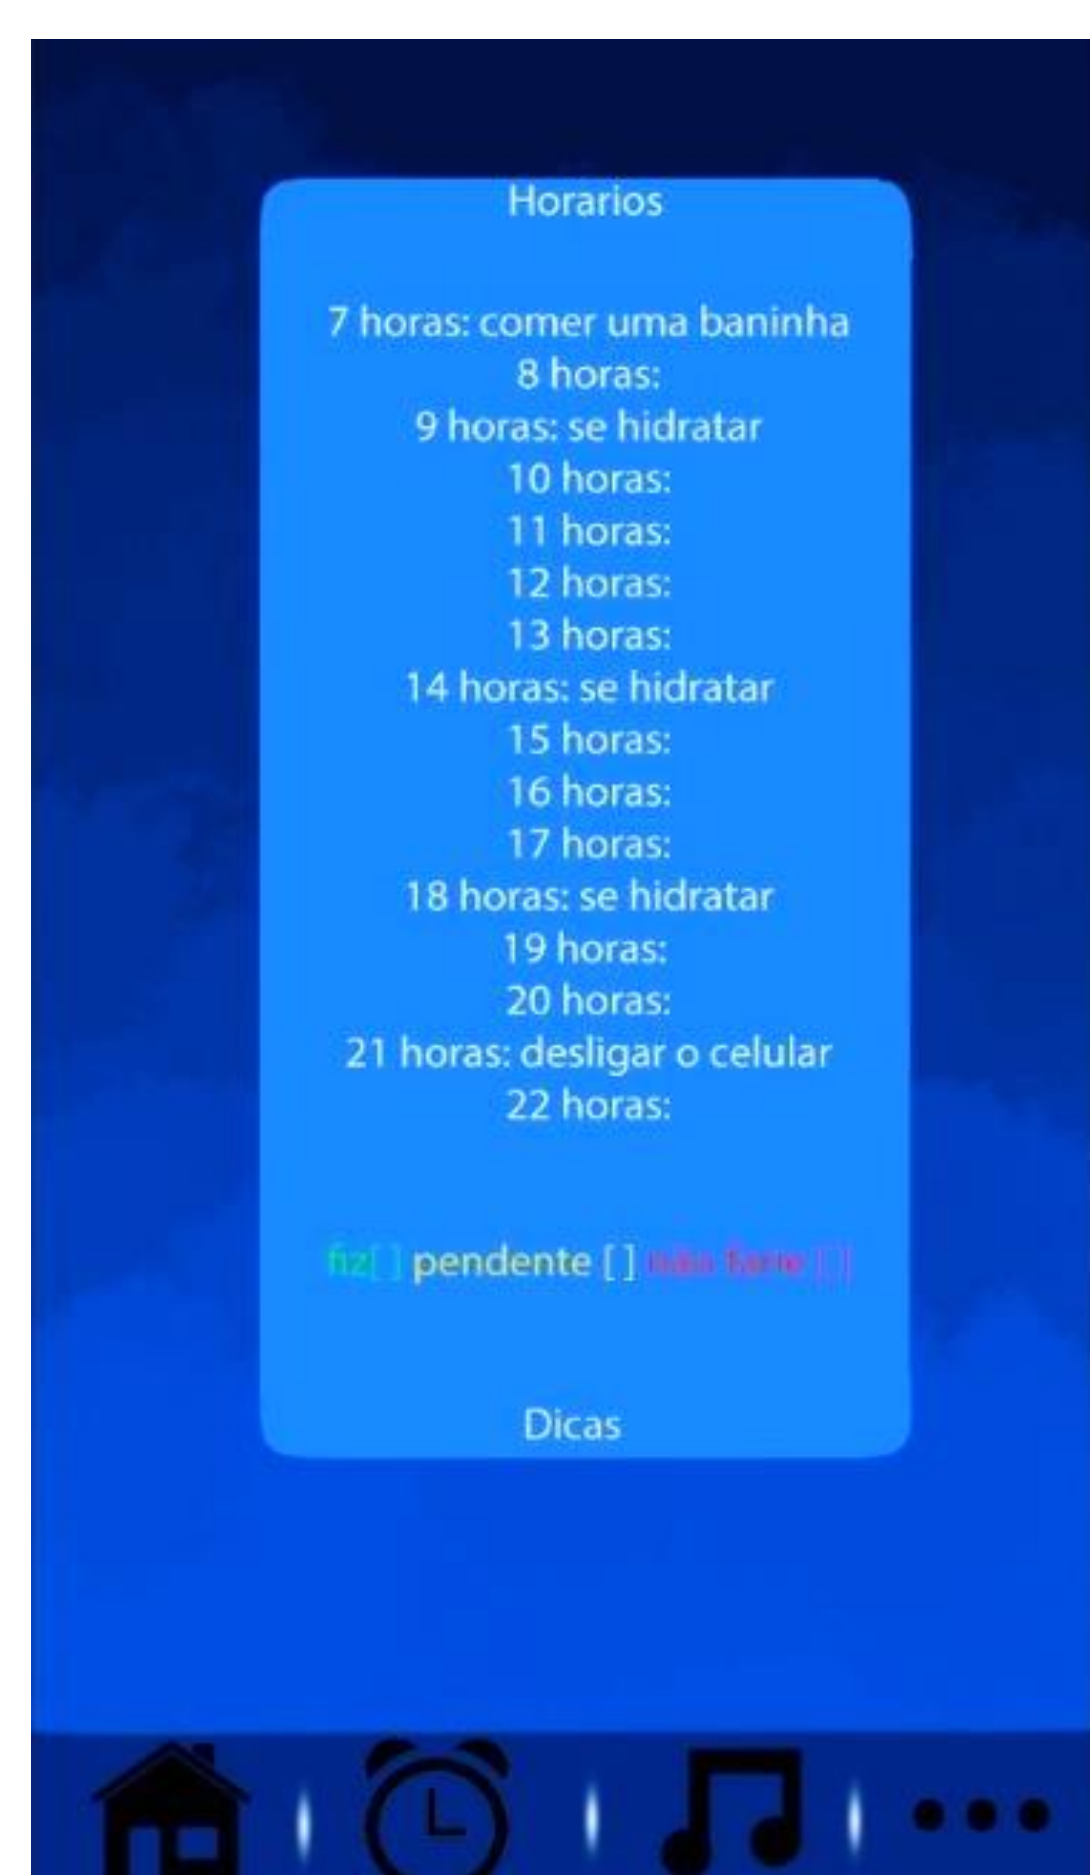 Horarios
7 horas: comer uma baninha
8 horas:
9 horas: se hidratar
10 horas:
11 horas:
12 horas:
13 horas:
14 horas: se hidratar
15 horas:
16 horas:
17 horas:
18 horas: se hidratar
19 horas:
20 horas:
21 horas: desligar o celular
22 horas:
fiz[ ] pendente [ ] não farie [ ]
Dicas